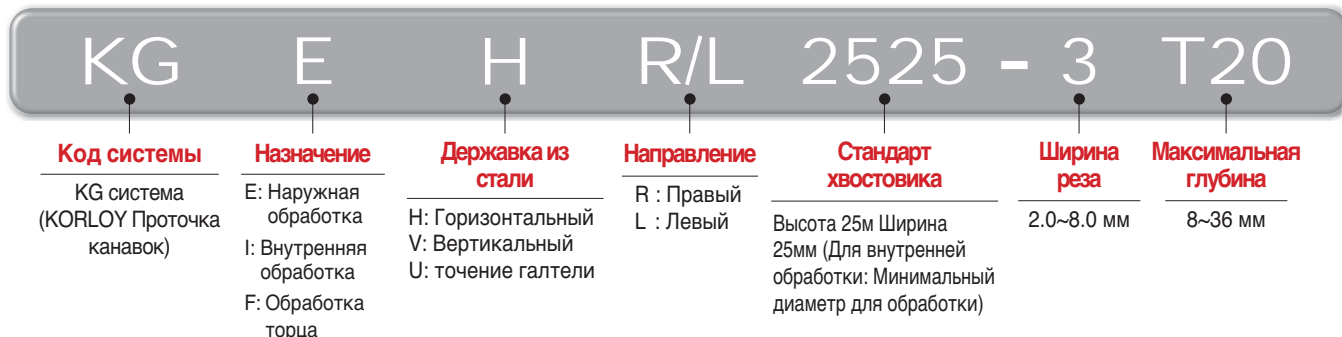 KG E H R/L 2525 - 3 T20
Код системы
KG система
(KORLOY Проточка
канавок)
Назначение
E: Наружная
обработка
I: Внутренняя
обработка
F: Обработка
торца
Державка из
стали
H: Горизонтальный
V: Вертикальный
U: точение галтели
Направление
R : Правый
L : Левый
Стандарт
хвостовика
Высота 25м Ширина
25мм (Для внутренней
обработки: Минимальный
диаметр для обработки)
Ширина
реза
2.0~8.0 мм
Максимальная
глубина
8~36 мм